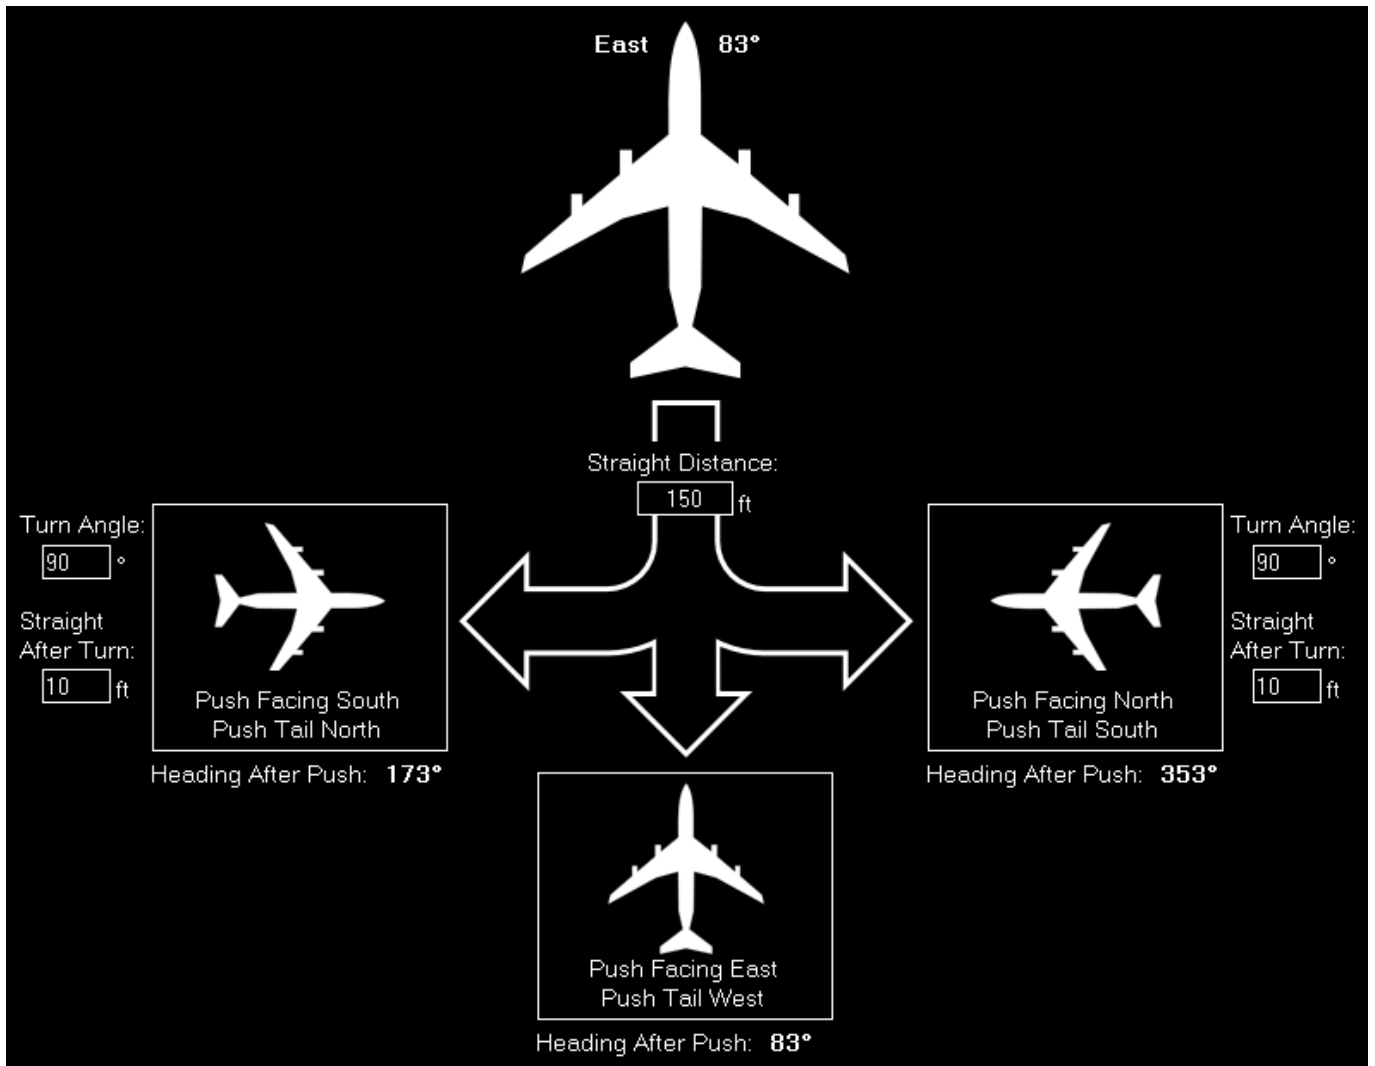 East 83°
Straight Distance:
150 ft
Turn Angle:
90 °
Straight
After Turn:
10 ft
Push Facing South
Push Tail North
Heading After Push: 173°
Push Facing North
Push Tail South
Heading After Push: 353°
Turn Angle:
90 °
Straight
After Turn:
10 ft
Push Facing East
Push Tail West
Heading After Push: 83°